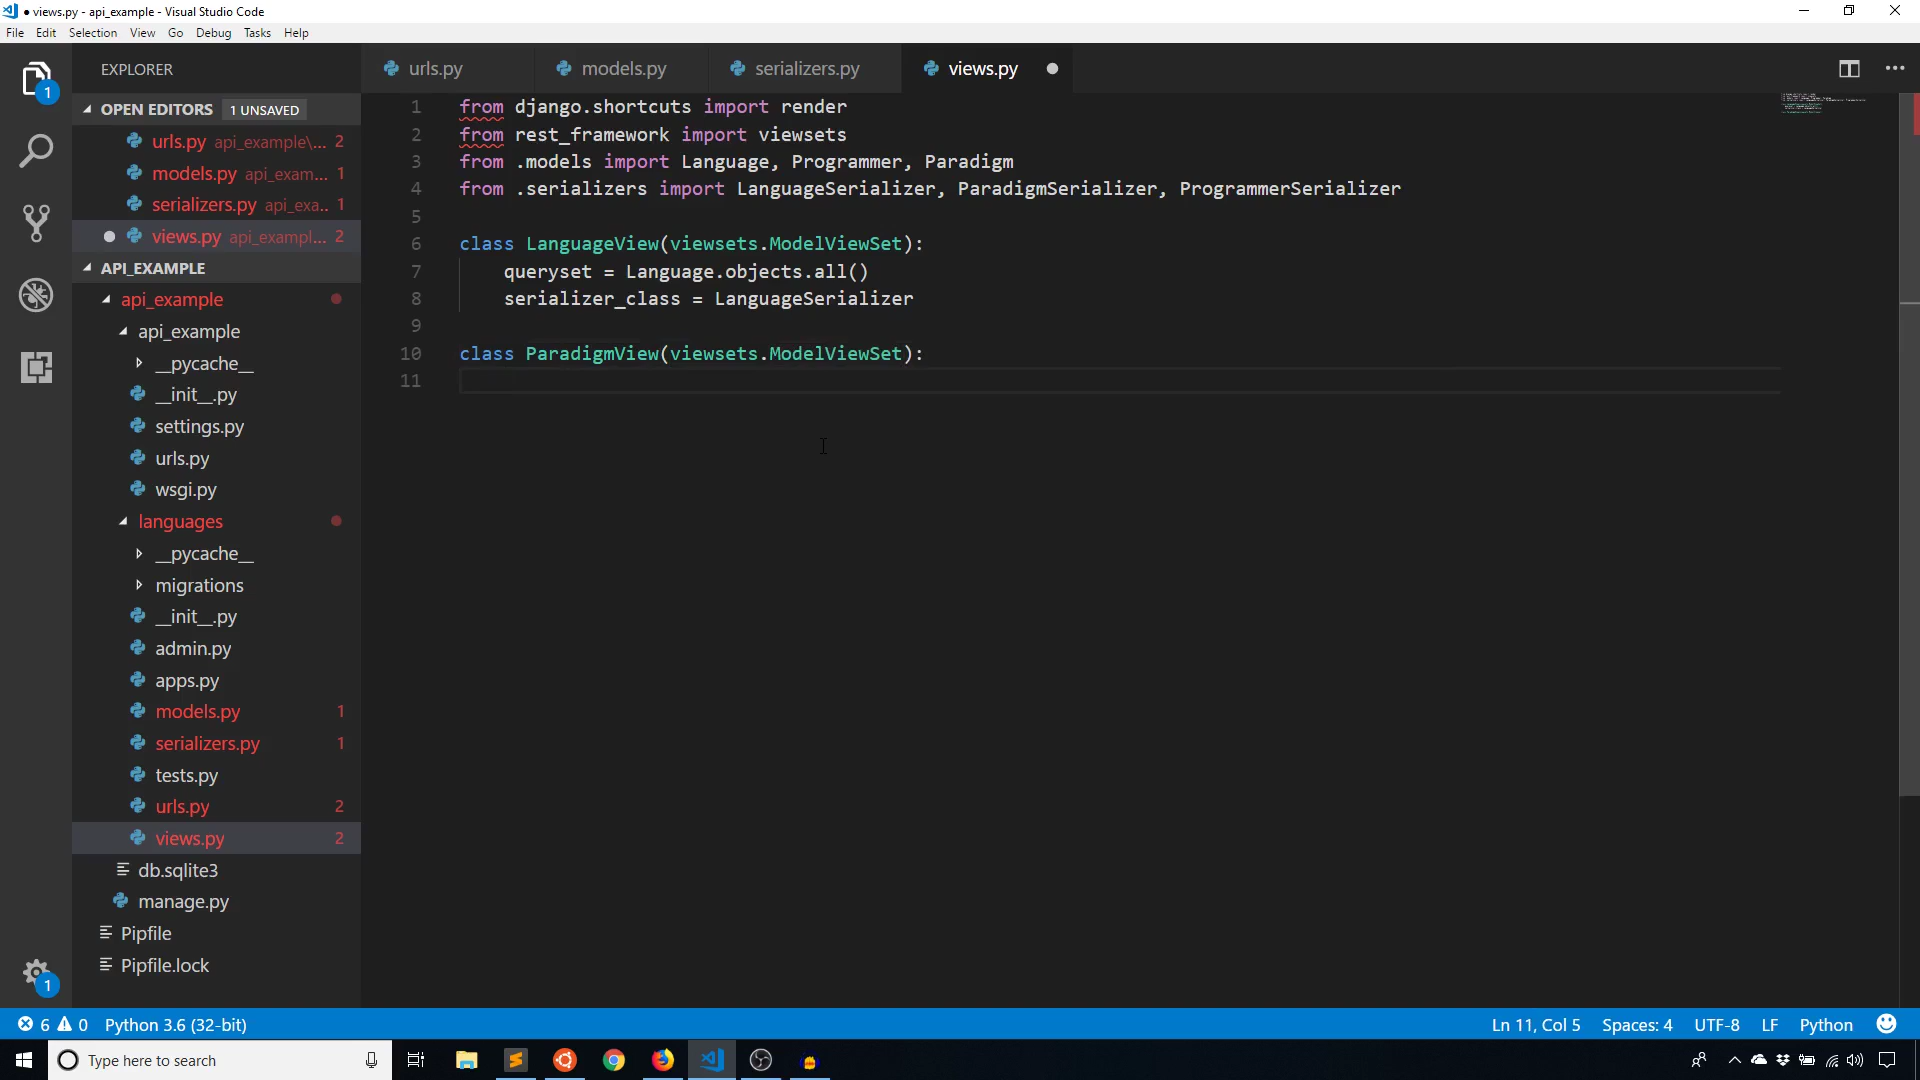 ● views.py - api_example - Visual Studio Code
File Edit Selection View Go Debug Tasks Help
EXPLORER
OPEN EDITORS 1 UNSAVED
urls.py api_example\... 2
models.py api_exam... 1
serializers.py api_exa.. 1
views.py api_exampl... 2
API_EXAMPLE
api_example
api_example
__pycache__
__init__.py
settings.py
urls.py
wsgi.py
languages
__pycache__
migrations
__init__.py
admin.py
apps.py
models.py 1
serializers.py 1
tests.py
urls.py 2
views.py 2
db.sqlite3
manage.py
Pipfile
Pipfile.lock
1
1
urls.py models.py serializers.py views.py
1 from django.shortcuts import render
2 from rest_framework import viewsets
3 from .models import Language, Programmer, Paradigm
4 from .serializers import LanguageSerializer, ParadigmSerializer, ProgrammerSerializer
5
6 class LanguageView(viewsets.ModelViewSet):
7     queryset = Language.objects.all()
8     serializer_class = LanguageSerializer
9
10 class ParadigmView(viewsets.ModelViewSet):
11
6 0 Python 3.6 (32-bit) Ln 11, Col 5 Spaces: 4 UTF-8 LF Python
Type here to search